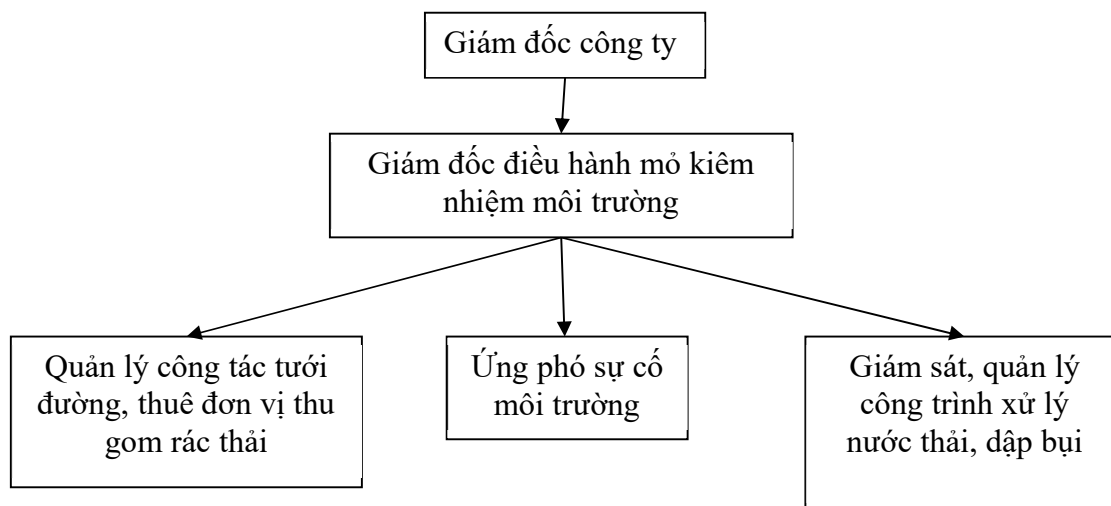 Giám đốc công ty
Giám đốc điều hành mỏ kiêm
nhiệm môi trường
Quản lý công tác tưới
đường, thuê đơn vị thu
gom rác thải
Ứng phó sự cố
môi trường
Giám sát, quản lý
công trình xử lý
nước thải, dập bụi